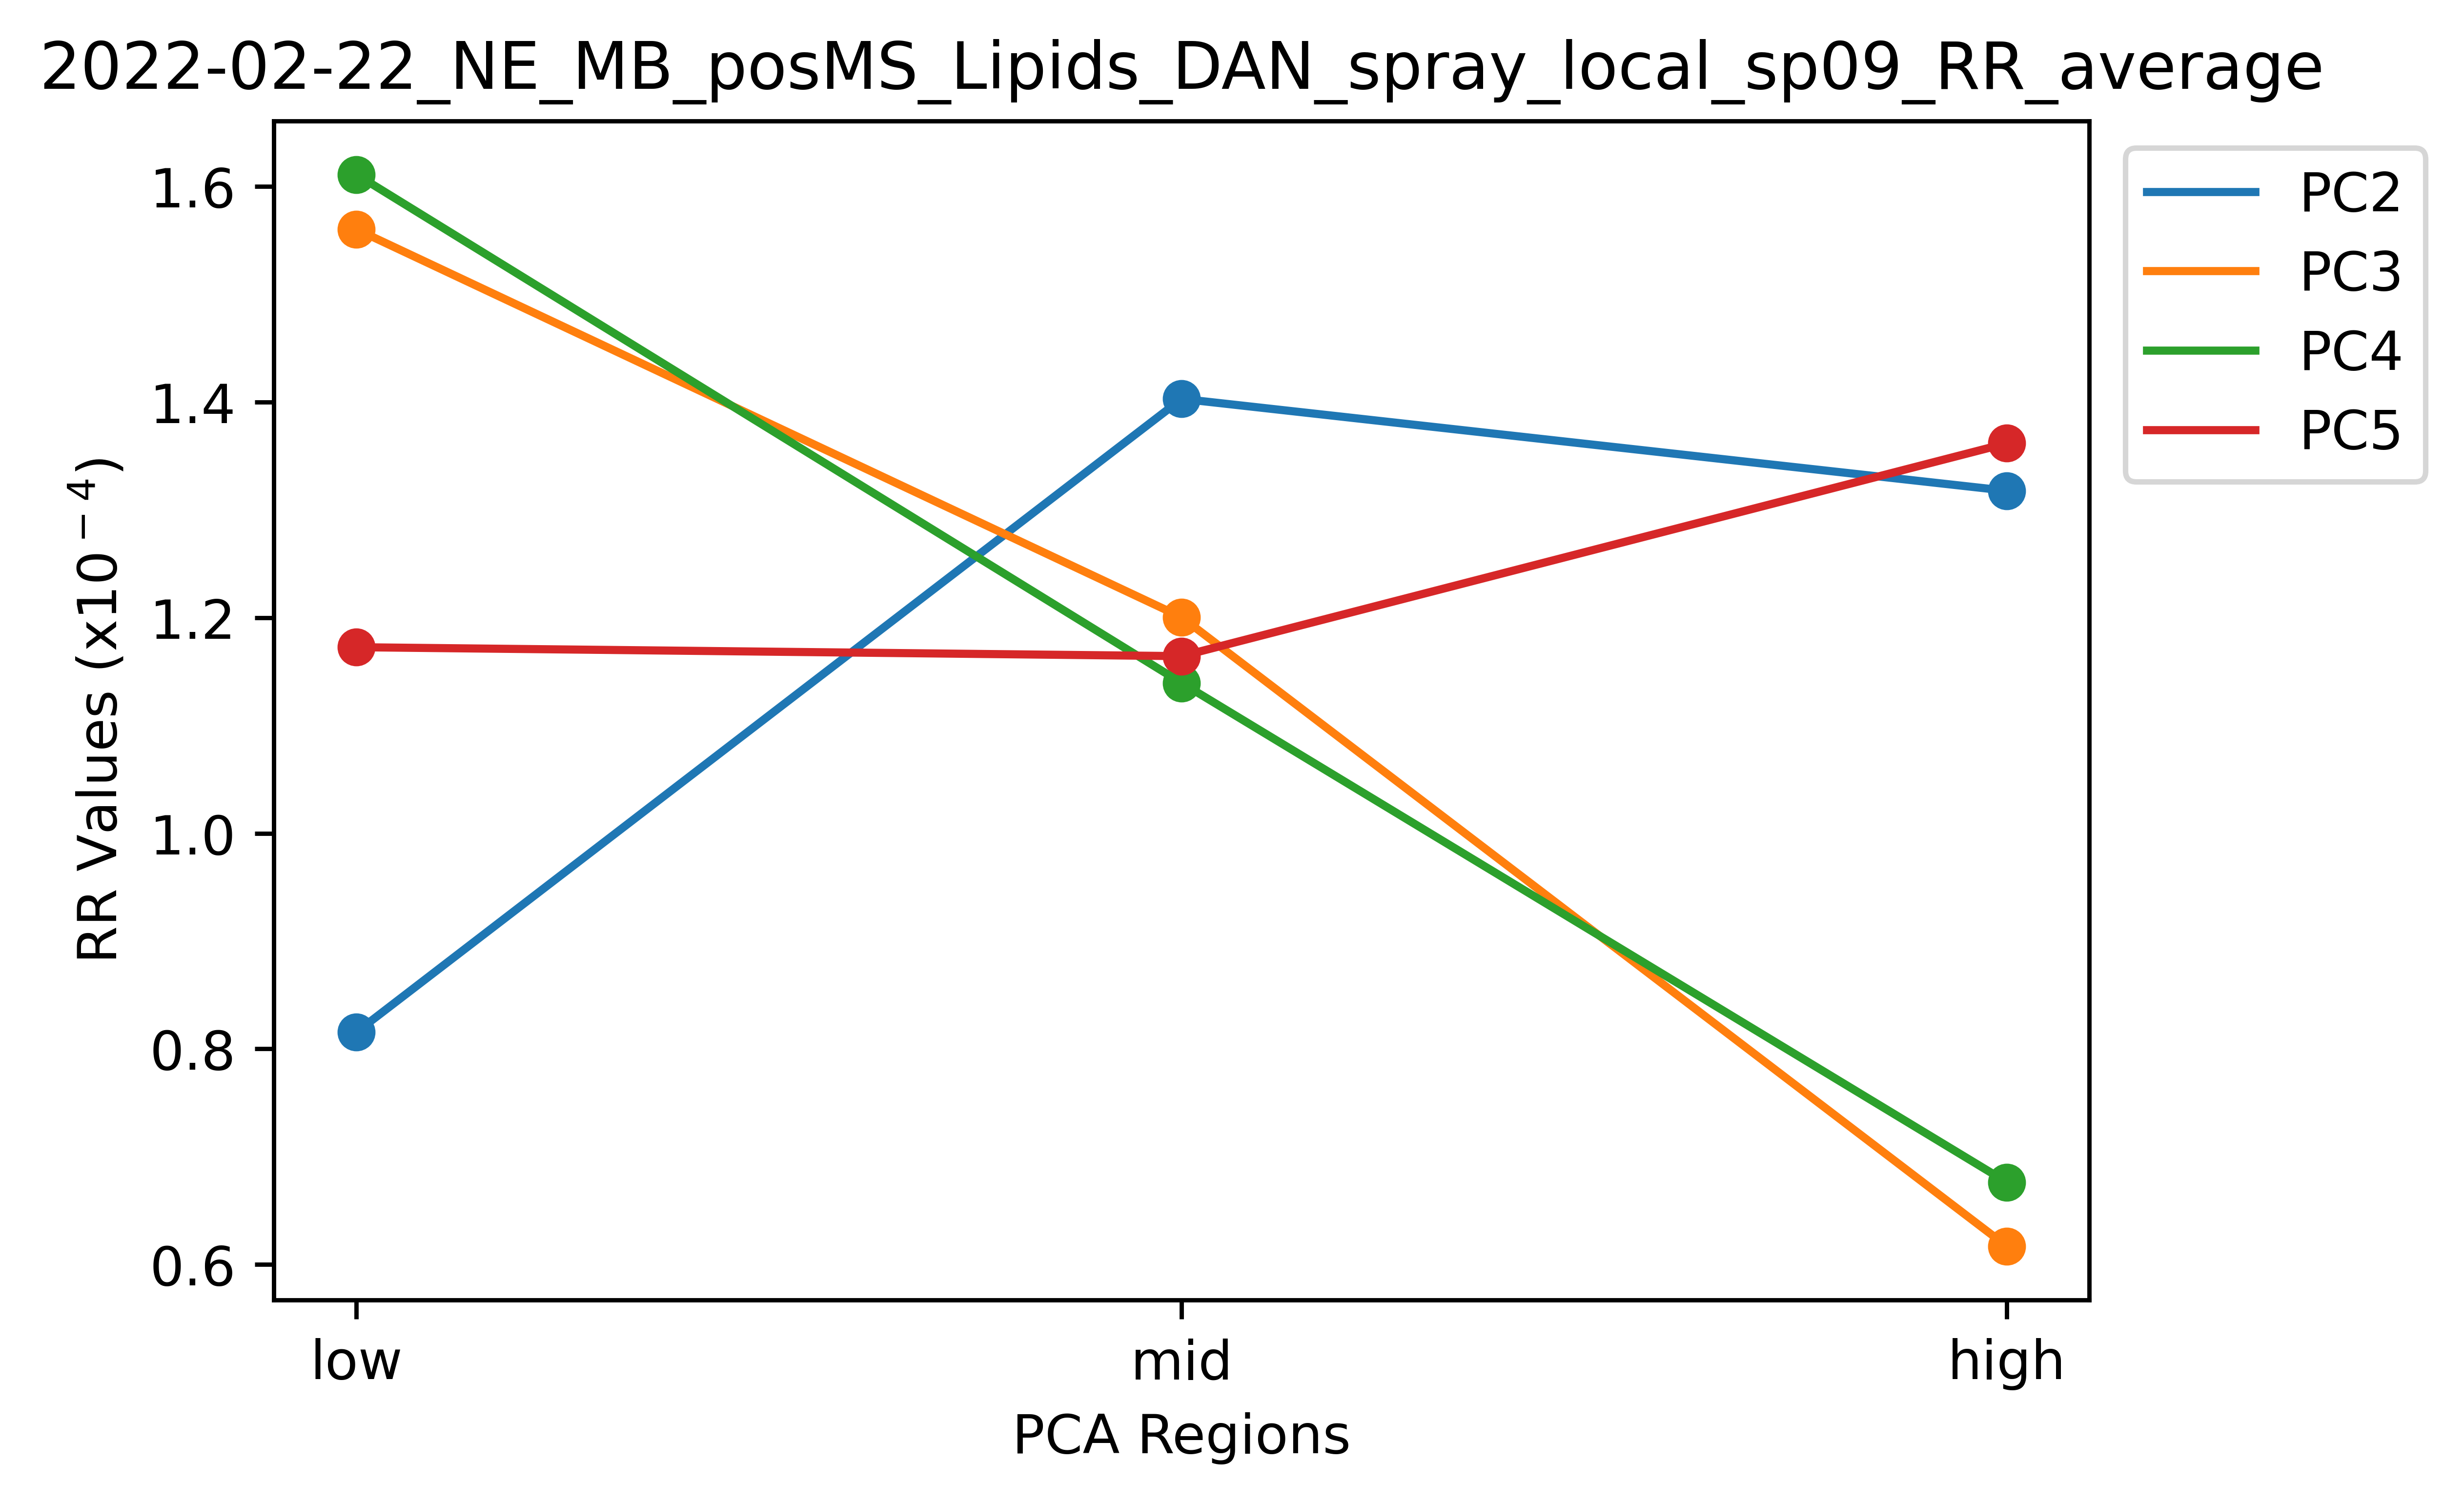 2022-02-22_NE_MB_posMS_Lipids_DAN_spray_local_sp09_RR_average
RR Values (x10⁻⁴)
1.6
1.4
1.2
1.0
0.8
0.6
low
mid
high
PCA Regions
PC2
PC3
PC4
PC5